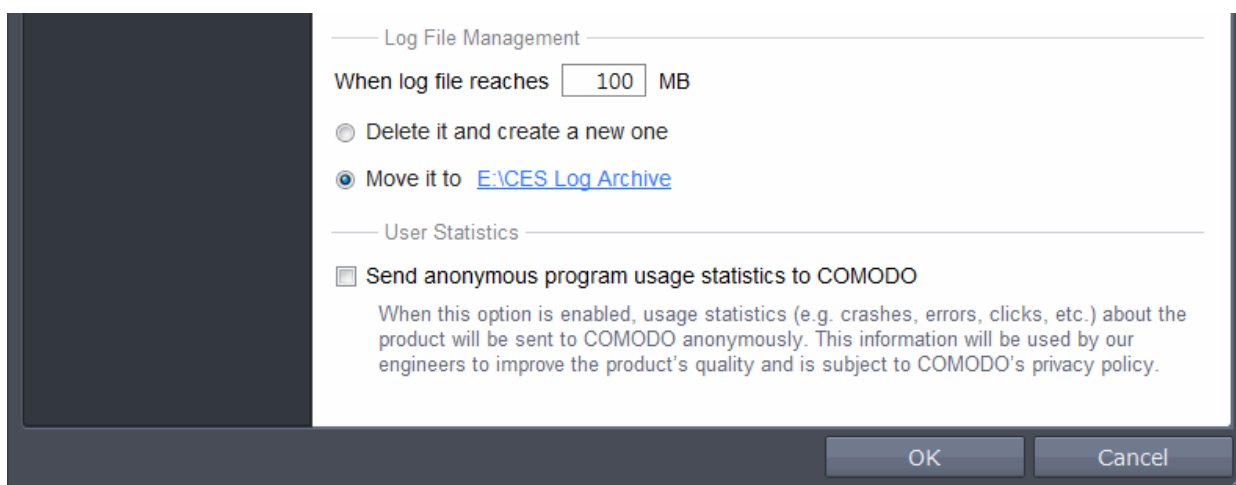 Log File Management
When log file reaches 100 MB
Delete it and create a new one
Move it to E:\CES Log Archive
User Statistics
Send anonymous program usage statistics to COMODO
When this option is enabled, usage statistics (e.g. crashes, errors, clicks, etc.) about the
product will be sent to COMODO anonymously. This information will be used by our
engineers to improve the product's quality and is subject to COMODO's privacy policy.
OK Cancel